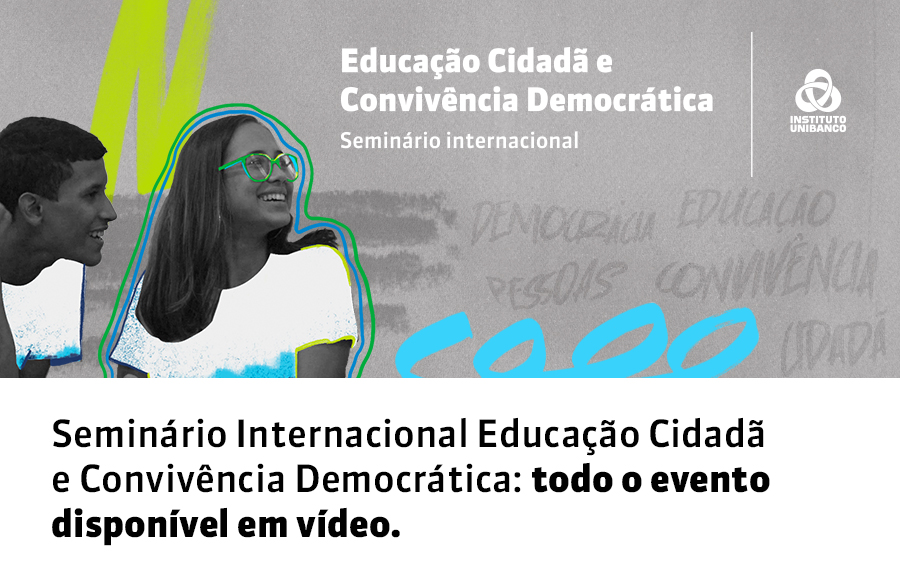 Educação Cidadã e
Convivência Democrática
Seminário internacional
INSTITUTO
UNIBANCO
DEMOCRACIA EDUCAÇÃO
PESSOAS CONVIVÊNCIA
CIDADÃ
Seminário Internacional Educação Cidadã
e Convivência Democrática: todo o evento
disponível em vídeo.